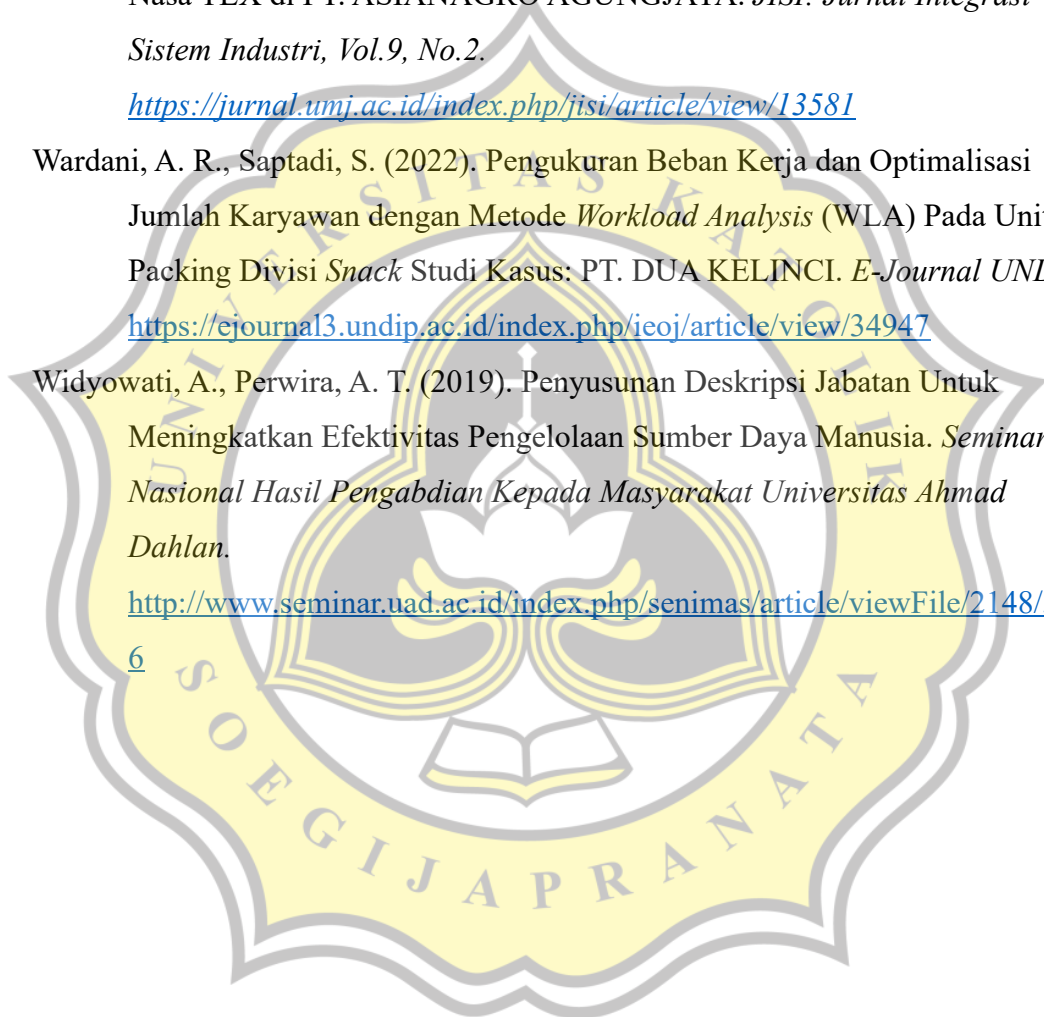 Nasa TLX di PT. ASIANAGRO AGUNGJAYA. JISI: Jurnal Integrasi
Sistem Industri, Vol.9, No.2.
https://jurnal.umj.ac.id/index.php/jisi/article/view/13581
Wardani, A. R., Saptadi, S. (2022). Pengukuran Beban Kerja dan Optimalisasi
Jumlah Karyawan dengan Metode Workload Analysis (WLA) Pada Unit
Packing Divisi Snack Studi Kasus: PT. DUA KELINCI. E-Journal
https://ejournal3.undip.ac.id/index.php/ieoj/article/view/34947
Widyowati, A., Perwira, A. T. (2019). Penyusunan Deskripsi Jabatan Untuk
Meningkatkan Efektivitas Pengelolaan Sumber Daya Manusia. Seminar
Nasional Hasil Pengabdian Kepada Masyarakat Universitas Ahmad
Dahlan.
http://www.seminar.uad.ac.id/index.php/senimas/article/viewFile/2148/
6
UNIVERSITAS KATOLIK
SOEGIJAPRANATA